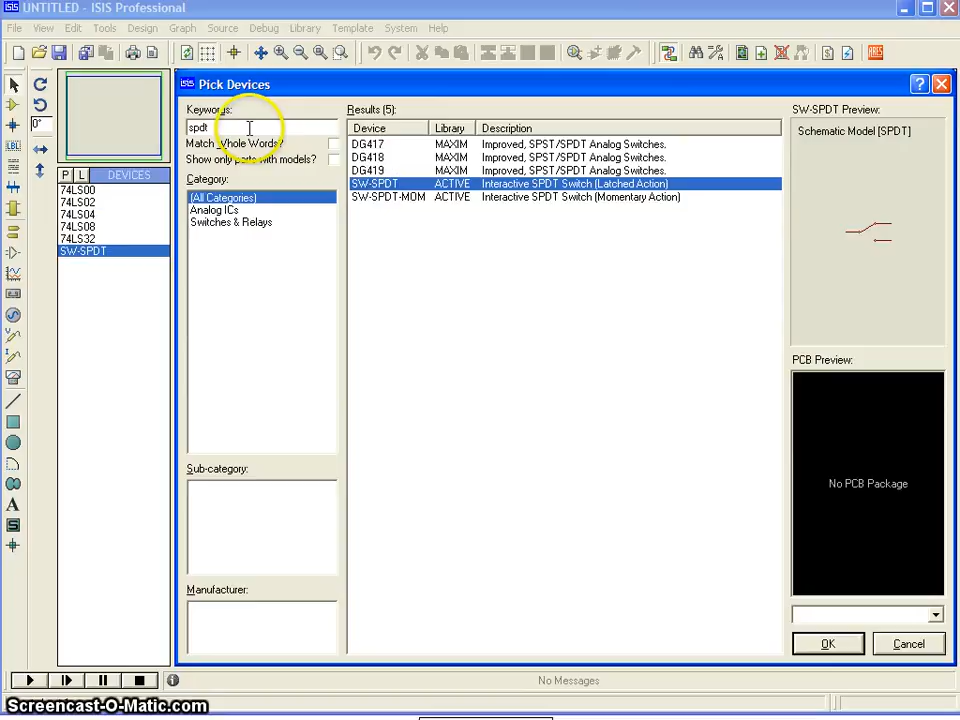 UNTITLED - ISIS Professional
File View Edit Tools Design Graph Source Debug Library Template System Help
ARES
Pick Devices
Keywords:
spdt
Match Whole Words?
Show only parts with models?
Category:
(All Categories)
Analog ICs
Switches & Relays
Sub-category:
Manufacturer:
Results (5):
Device Library Description
DG417 MAXIM Improved, SPST/SPDT Analog Switches.
DG418 MAXIM Improved, SPST/SPDT Analog Switches.
DG419 MAXIM Improved, SPST/SPDT Analog Switches.
SW-SPDT ACTIVE Interactive SPDT Switch (Latched Action)
SW-SPDT-MOM ACTIVE Interactive SPDT Switch (Momentary Action)
SW-SPDT Preview:
Schematic Model [SPDT]
PCB Preview:
No PCB Package
OK Cancel
0°
LBL
P L DEVICES
74LS00
74LS02
74LS04
74LS08
74LS32
SW-SPDT
A
S
No Messages
Screencast-O-Matic.com